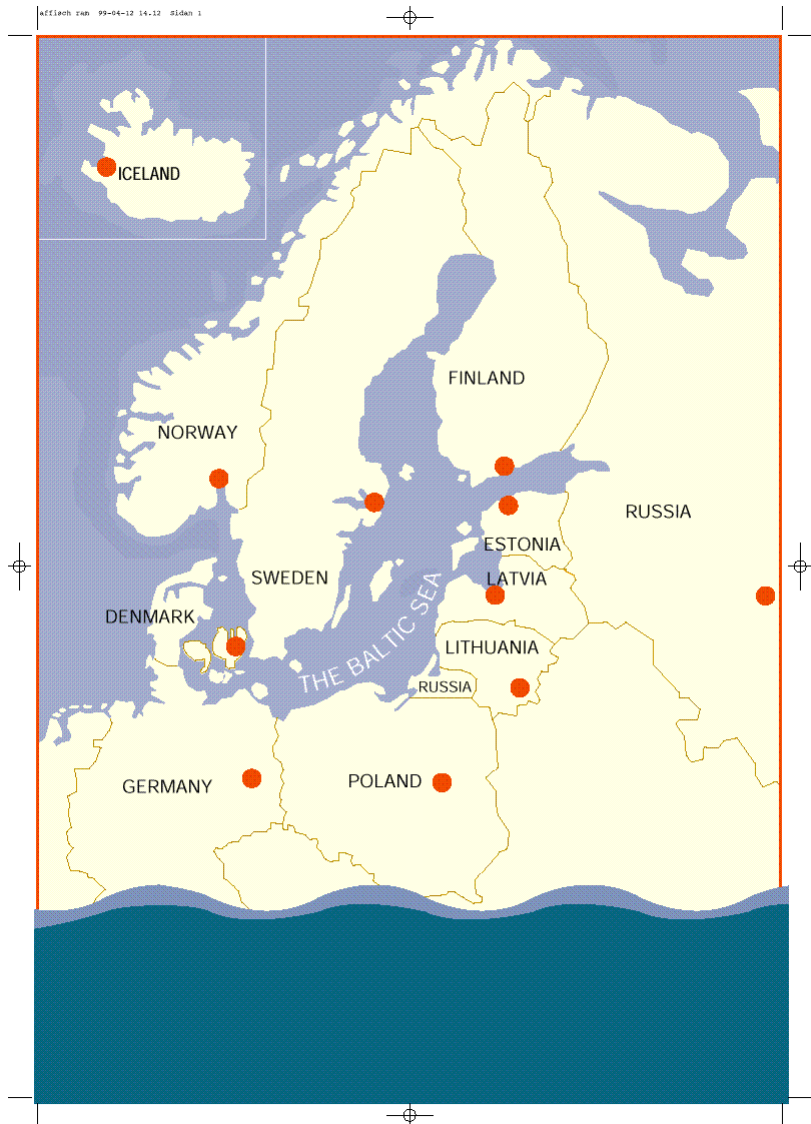 affisch ram  99-04-12 14.12  Sidan 1
ICELAND
FINLAND
NORWAY
RUSSIA
ESTONIA
SWEDEN
LATVIA
DENMARK
THE BALTIC SEA
LITHUANIA
RUSSIA
GERMANY
POLAND